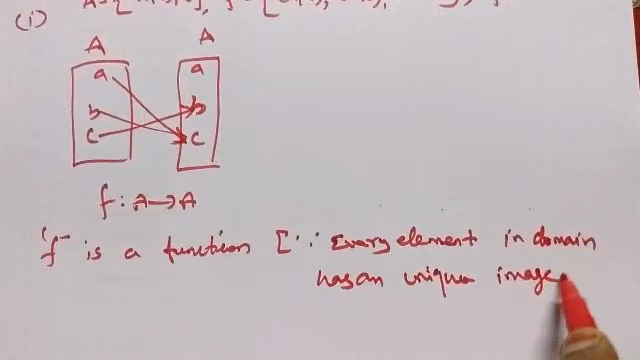 (i)
A A
a a
b b
c c
f : A → A
'f' is a function [∵ Every element in domain
has an unique image